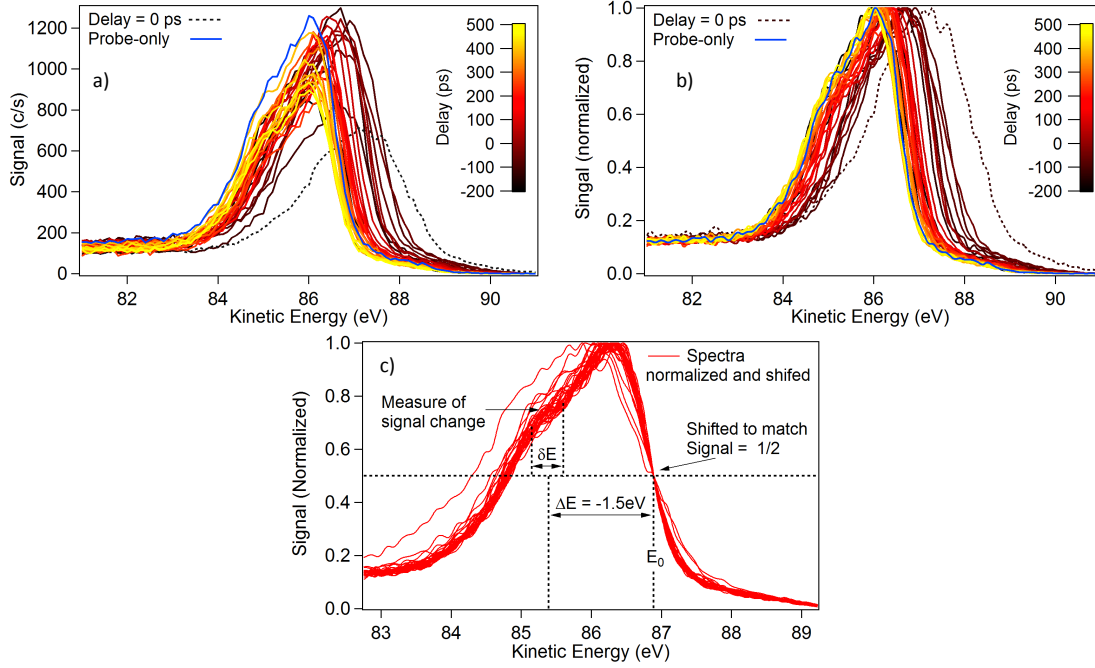 a)
Delay = 0 ps
Probe-only
Signal (c/s)
1200
1000
800
600
400
200
0
82
84
86
88
90
Kinetic Energy (eV)
Delay (ps)
500
400
300
200
100
0
-100
-200
b)
Delay = 0 ps
Probe-only
Singal (normalized)
1.0
0.8
0.6
0.4
0.2
0.0
82
84
86
88
90
Kinetic Energy (eV)
Delay (ps)
500
400
300
200
100
0
-100
-200
c)
Spectra
normalized and shifed
Measure of
signal change
Shifted to match
Signal = 1/2
δE
ΔE = -1.5eV
E₀
Signal (Normalized)
1.0
0.8
0.6
0.4
0.2
0.0
83
84
85
86
87
88
89
Kinetic Energy (eV)